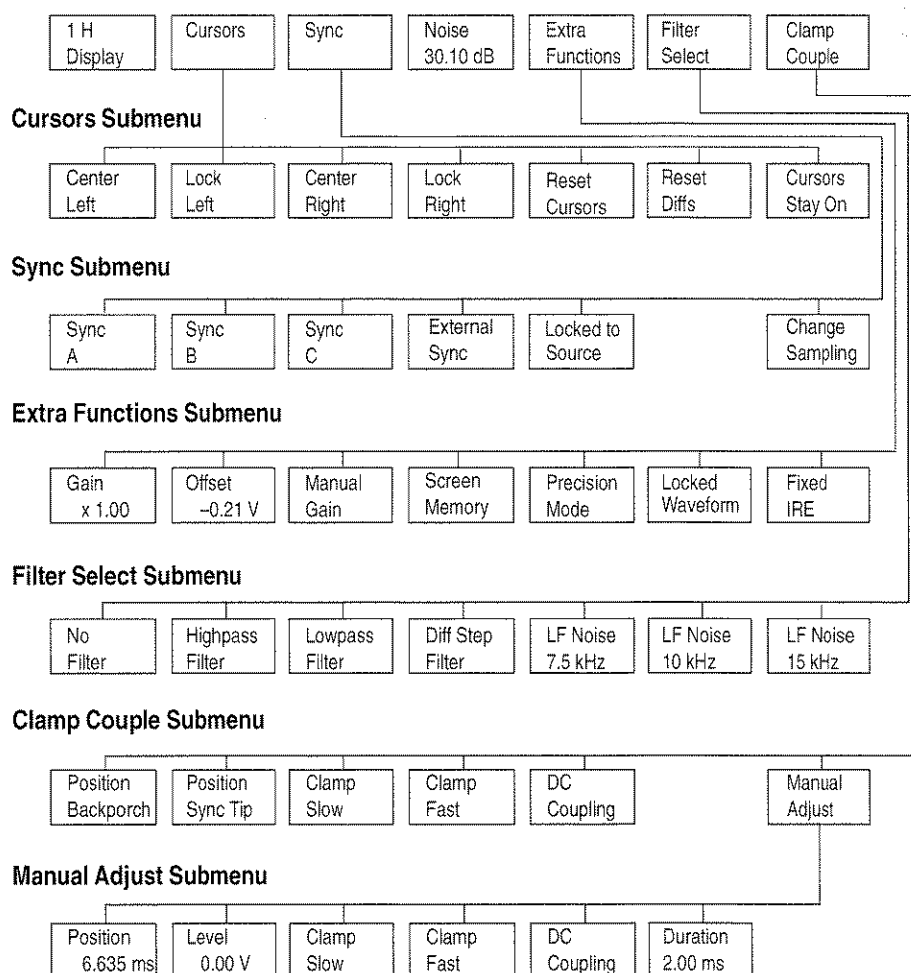 1 H Display
Cursors
Sync
Noise 30.10 dB
Extra Functions
Filter Select
Clamp Couple
Cursors Submenu
Center Left
Lock Left
Center Right
Lock Right
Reset Cursors
Reset Diffs
Cursors Stay On
Sync Submenu
Sync A
Sync B
Sync C
External Sync
Locked to Source
Change Sampling
Extra Functions Submenu
Gain x 1.00
Offset –0.21 V
Manual Gain
Screen Memory
Precision Mode
Locked Waveform
Fixed IRE
Filter Select Submenu
No Filter
Highpass Filter
Lowpass Filter
Diff Step Filter
LF Noise 7.5 kHz
LF Noise 10 kHz
LF Noise 15 kHz
Clamp Couple Submenu
Position Backporch
Position Sync Tip
Clamp Slow
Clamp Fast
DC Coupling
Manual Adjust
Manual Adjust Submenu
Position 6.635 ms
Level 0.00 V
Clamp Slow
Clamp Fast
DC Coupling
Duration 2.00 ms